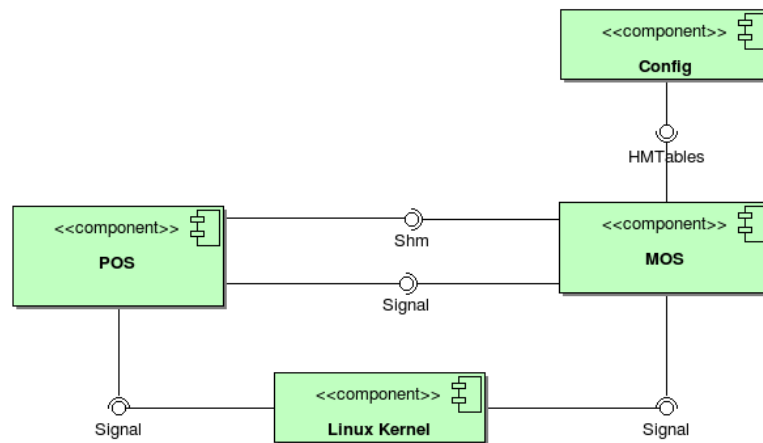 <<component>>
Config
HMTables
<<component>>
POS
Shm
Signal
<<component>>
MOS
Signal
<<component>>
Linux Kernel
Signal